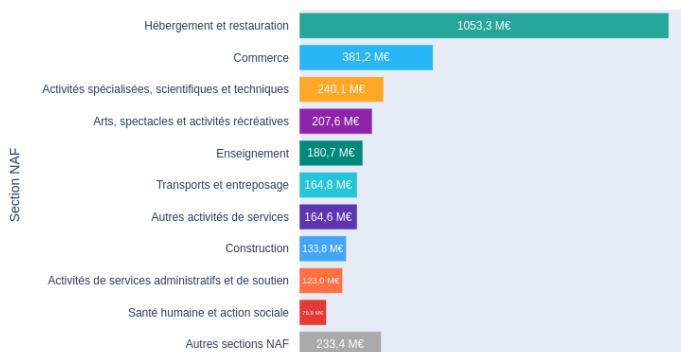 Section NAF
Hébergement et restauration 1053,3 M€
Commerce 381,2 M€
Activités spécialisées, scientifiques et techniques 240,1 M€
Arts, spectacles et activités récréatives 207,6 M€
Enseignement 180,7 M€
Transports et entreposage 164,8 M€
Autres activités de services 164,6 M€
Construction 133,8 M€
Activités de services administratifs et de soutien 123,0 M€
Santé humaine et action sociale
Autres sections NAF 233,4 M€